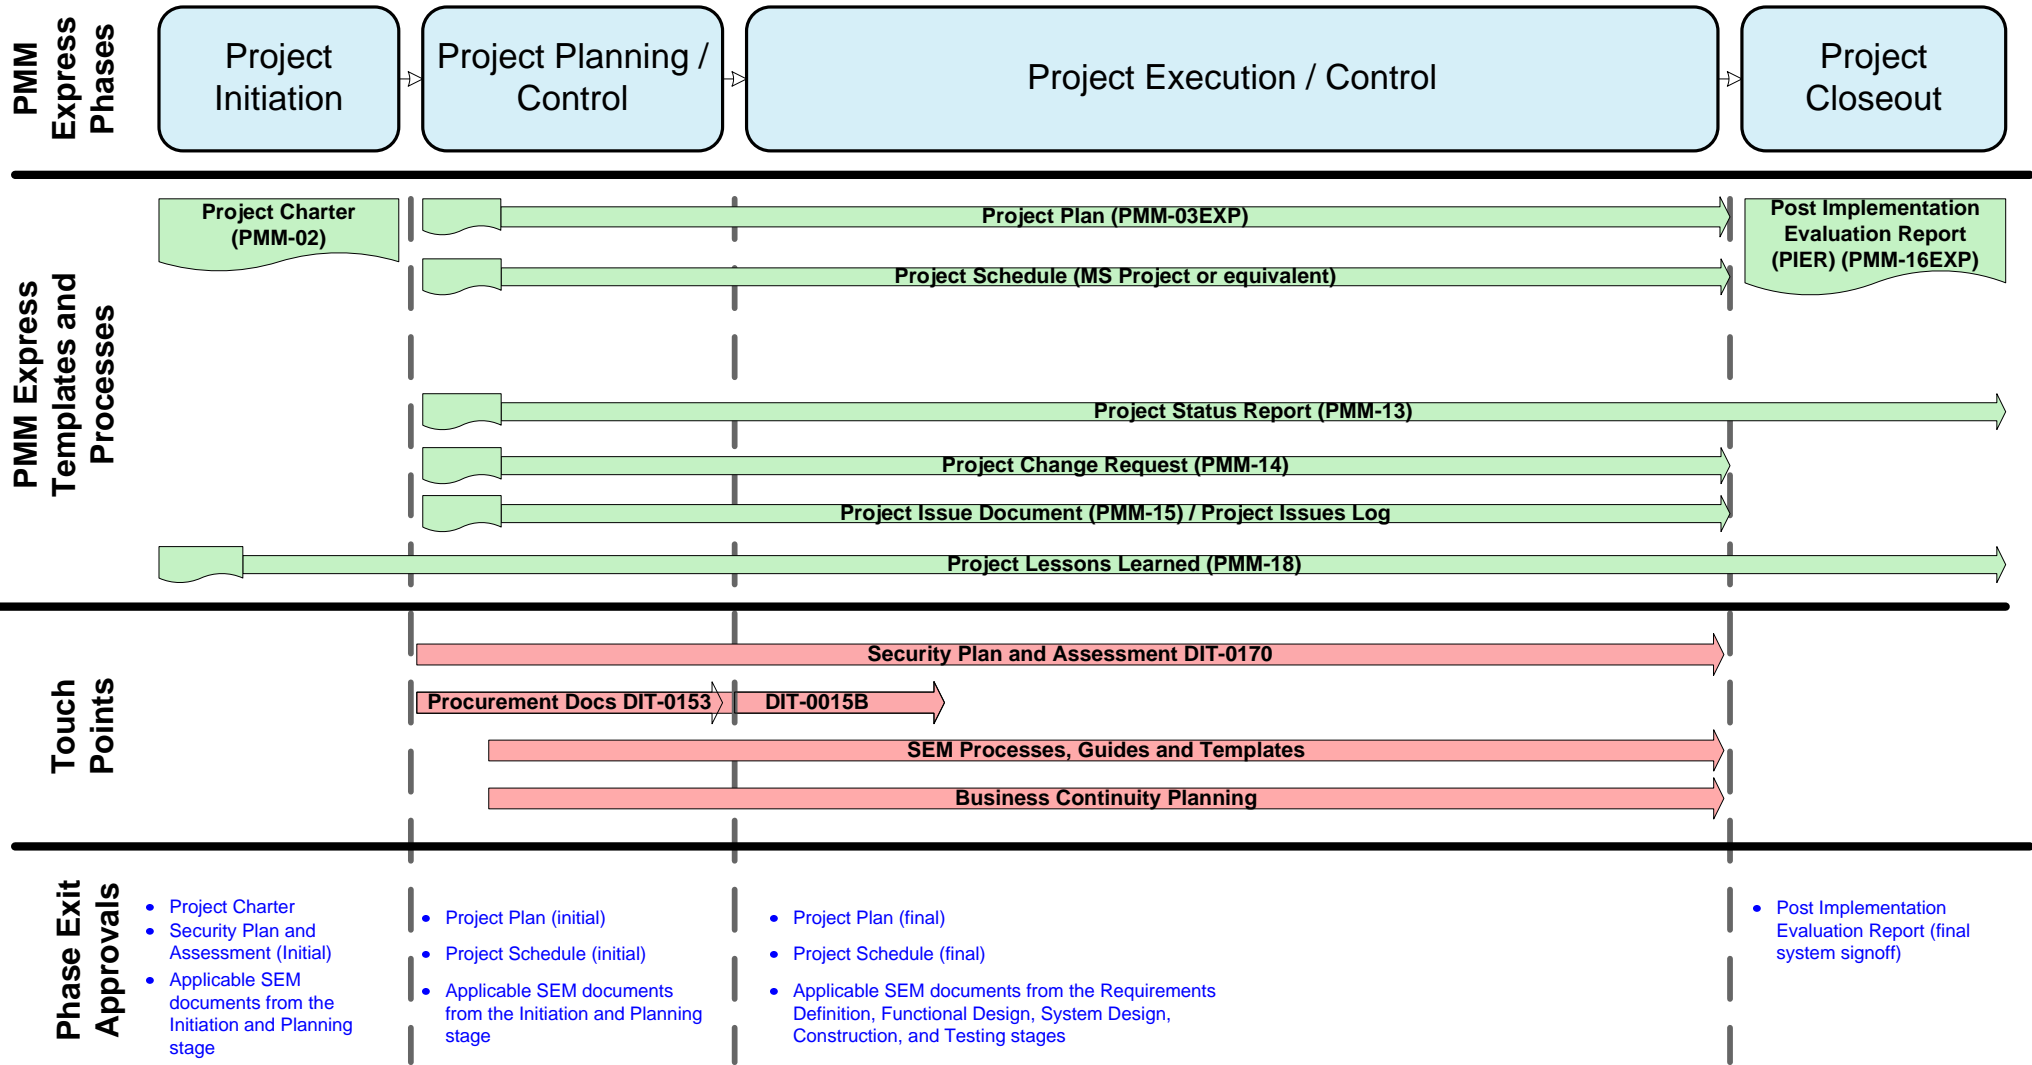 PMM
Express
Phases
Project
Initiation
Project Planning /
Control
Project Execution / Control
Project
Closeout
PMM Express
Templates and
Processes
Project Charter
(PMM-02)
Project Plan (PMM-03EXP)
Post Implementation
Evaluation Report
(PIER) (PMM-16EXP)
Project Schedule (MS Project or equivalent)
Project Status Report (PMM-13)
Project Change Request (PMM-14)
Project Issue Document (PMM-15) / Project Issues Log
Project Lessons Learned (PMM-18)
Touch
Points
Security Plan and Assessment DIT-0170
Procurement Docs DIT-0153
DIT-0015B
SEM Processes, Guides and Templates
Business Continuity Planning
Phase Exit
Approvals
• Project Charter
• Security Plan and
Assessment (Initial)
• Applicable SEM
documents from the
Initiation and Planning
stage
• Project Plan (initial)
• Project Schedule (initial)
• Applicable SEM documents
from the Initiation and Planning
stage
• Project Plan (final)
• Project Schedule (final)
• Applicable SEM documents from the Requirements
Definition, Functional Design, System Design,
Construction, and Testing stages
• Post Implementation
Evaluation Report (final
system signoff)